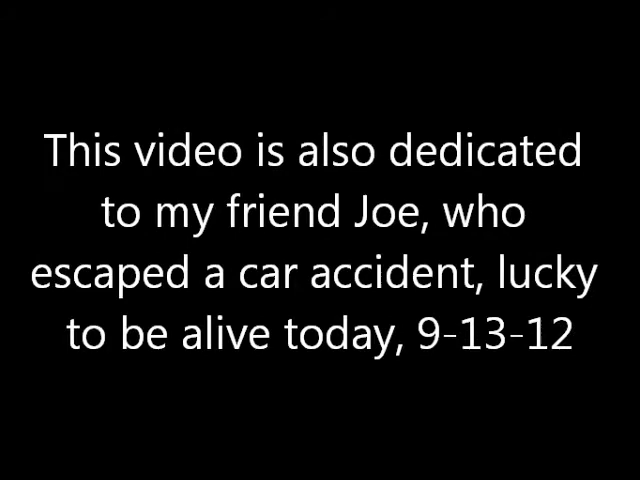 This video is also dedicated
to my friend Joe, who
escaped a car accident, lucky
to be alive today, 9-13-12